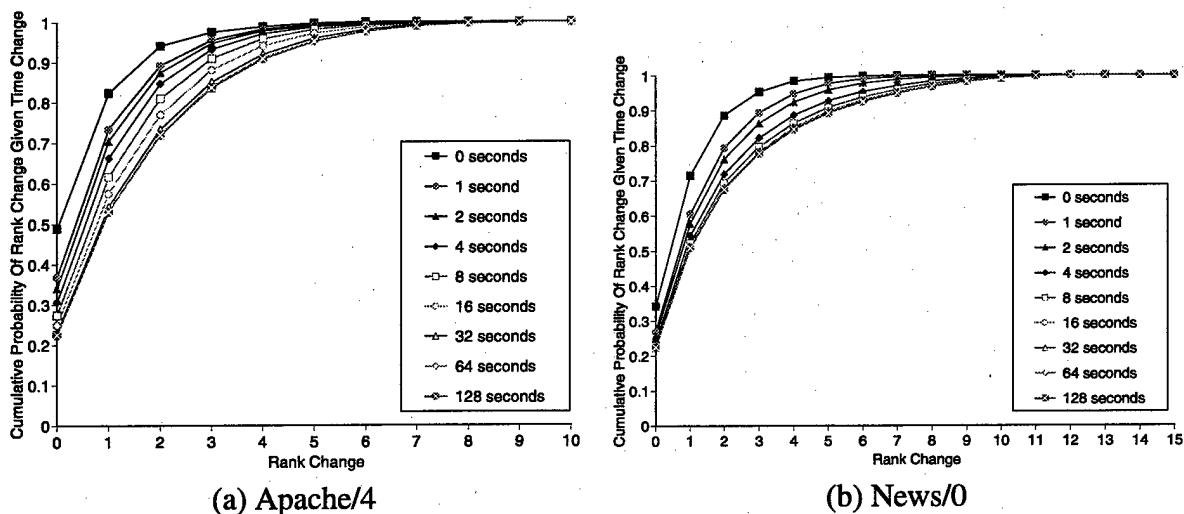 Cumulative Probability Of Rank Change Given Time Change
1
0.9
0.8
0.7
0.6
0.5
0.4
0.3
0.2
0.1
0
0 1 2 3 4 5 6 7 8 9 10
Rank Change
0 seconds
1 second
2 seconds
4 seconds
8 seconds
16 seconds
32 seconds
64 seconds
128 seconds
(a) Apache/4
Cumulative Probability Of Rank Change Given Time Change
1
0.9
0.8
0.7
0.6
0.5
0.4
0.3
0.2
0.1
0
0 1 2 3 4 5 6 7 8 9 10 11 12 13 14 15
Rank Change
0 seconds
1 second
2 seconds
4 seconds
8 seconds
16 seconds
32 seconds
64 seconds
128 seconds
(b) News/0